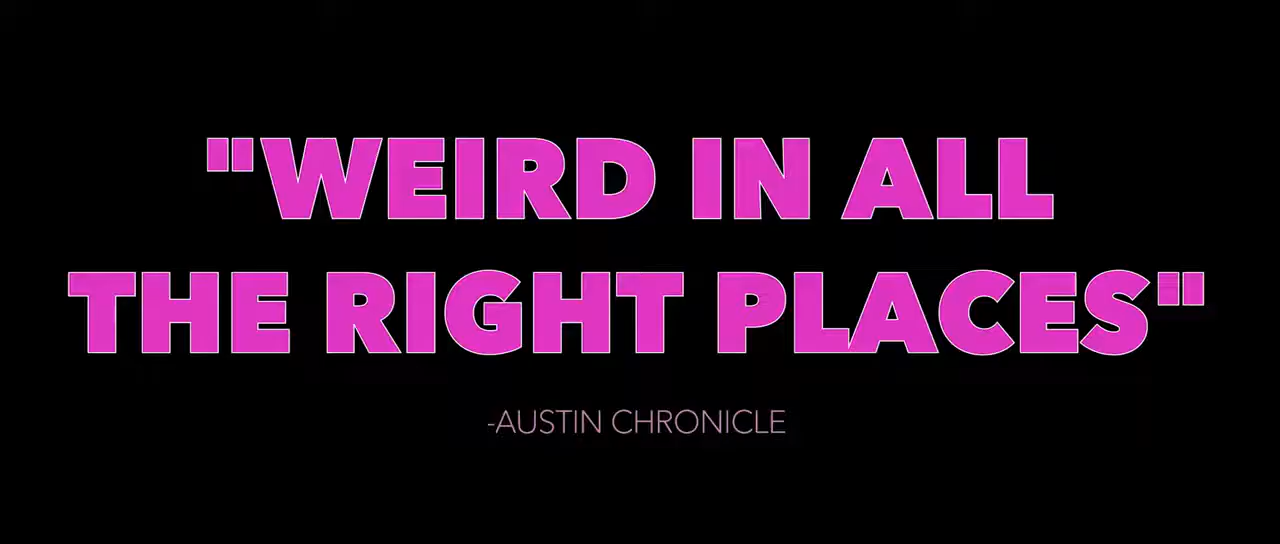 "WEIRD IN ALL
THE RIGHT PLACES"
-AUSTIN CHRONICLE